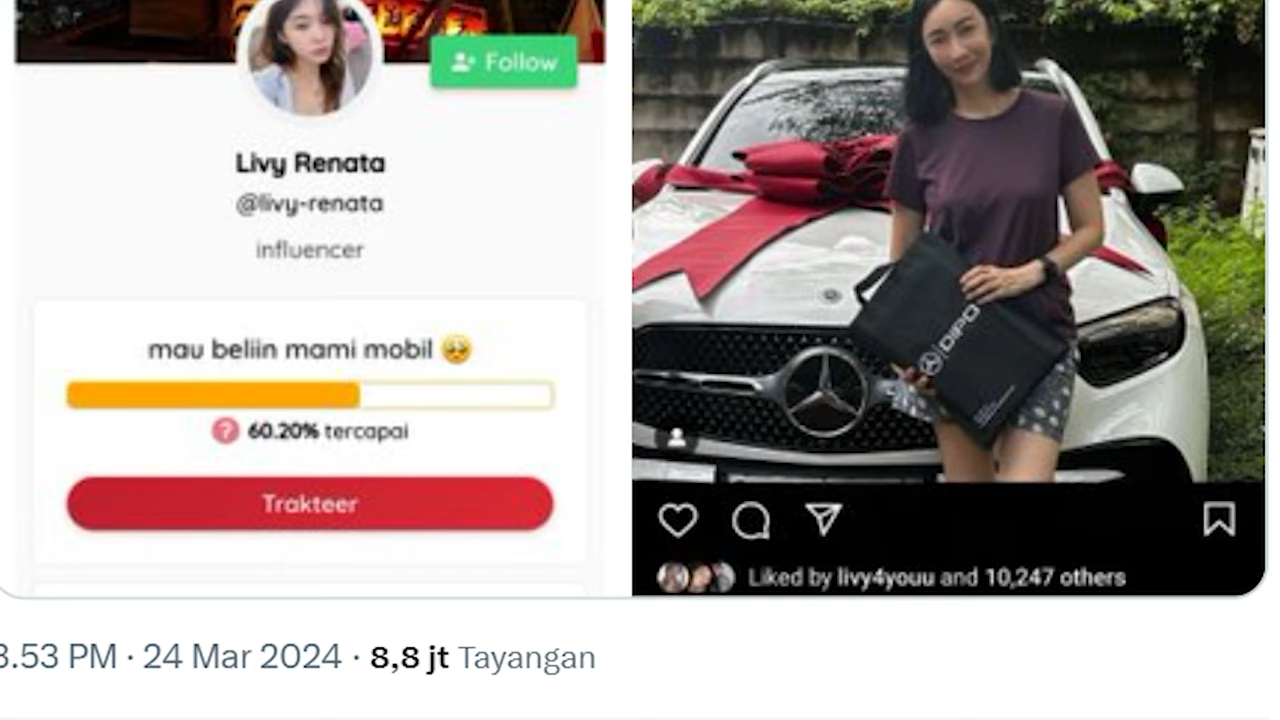 Follow
Livy Renata
@livy-renata
influencer
mau beliin mami mobil 🥺
? 60.20% tercapai
Trakteer
DIPO
Liked by livy4youu and 10,247 others
3.53 PM · 24 Mar 2024 · 8,8 jt Tayangan